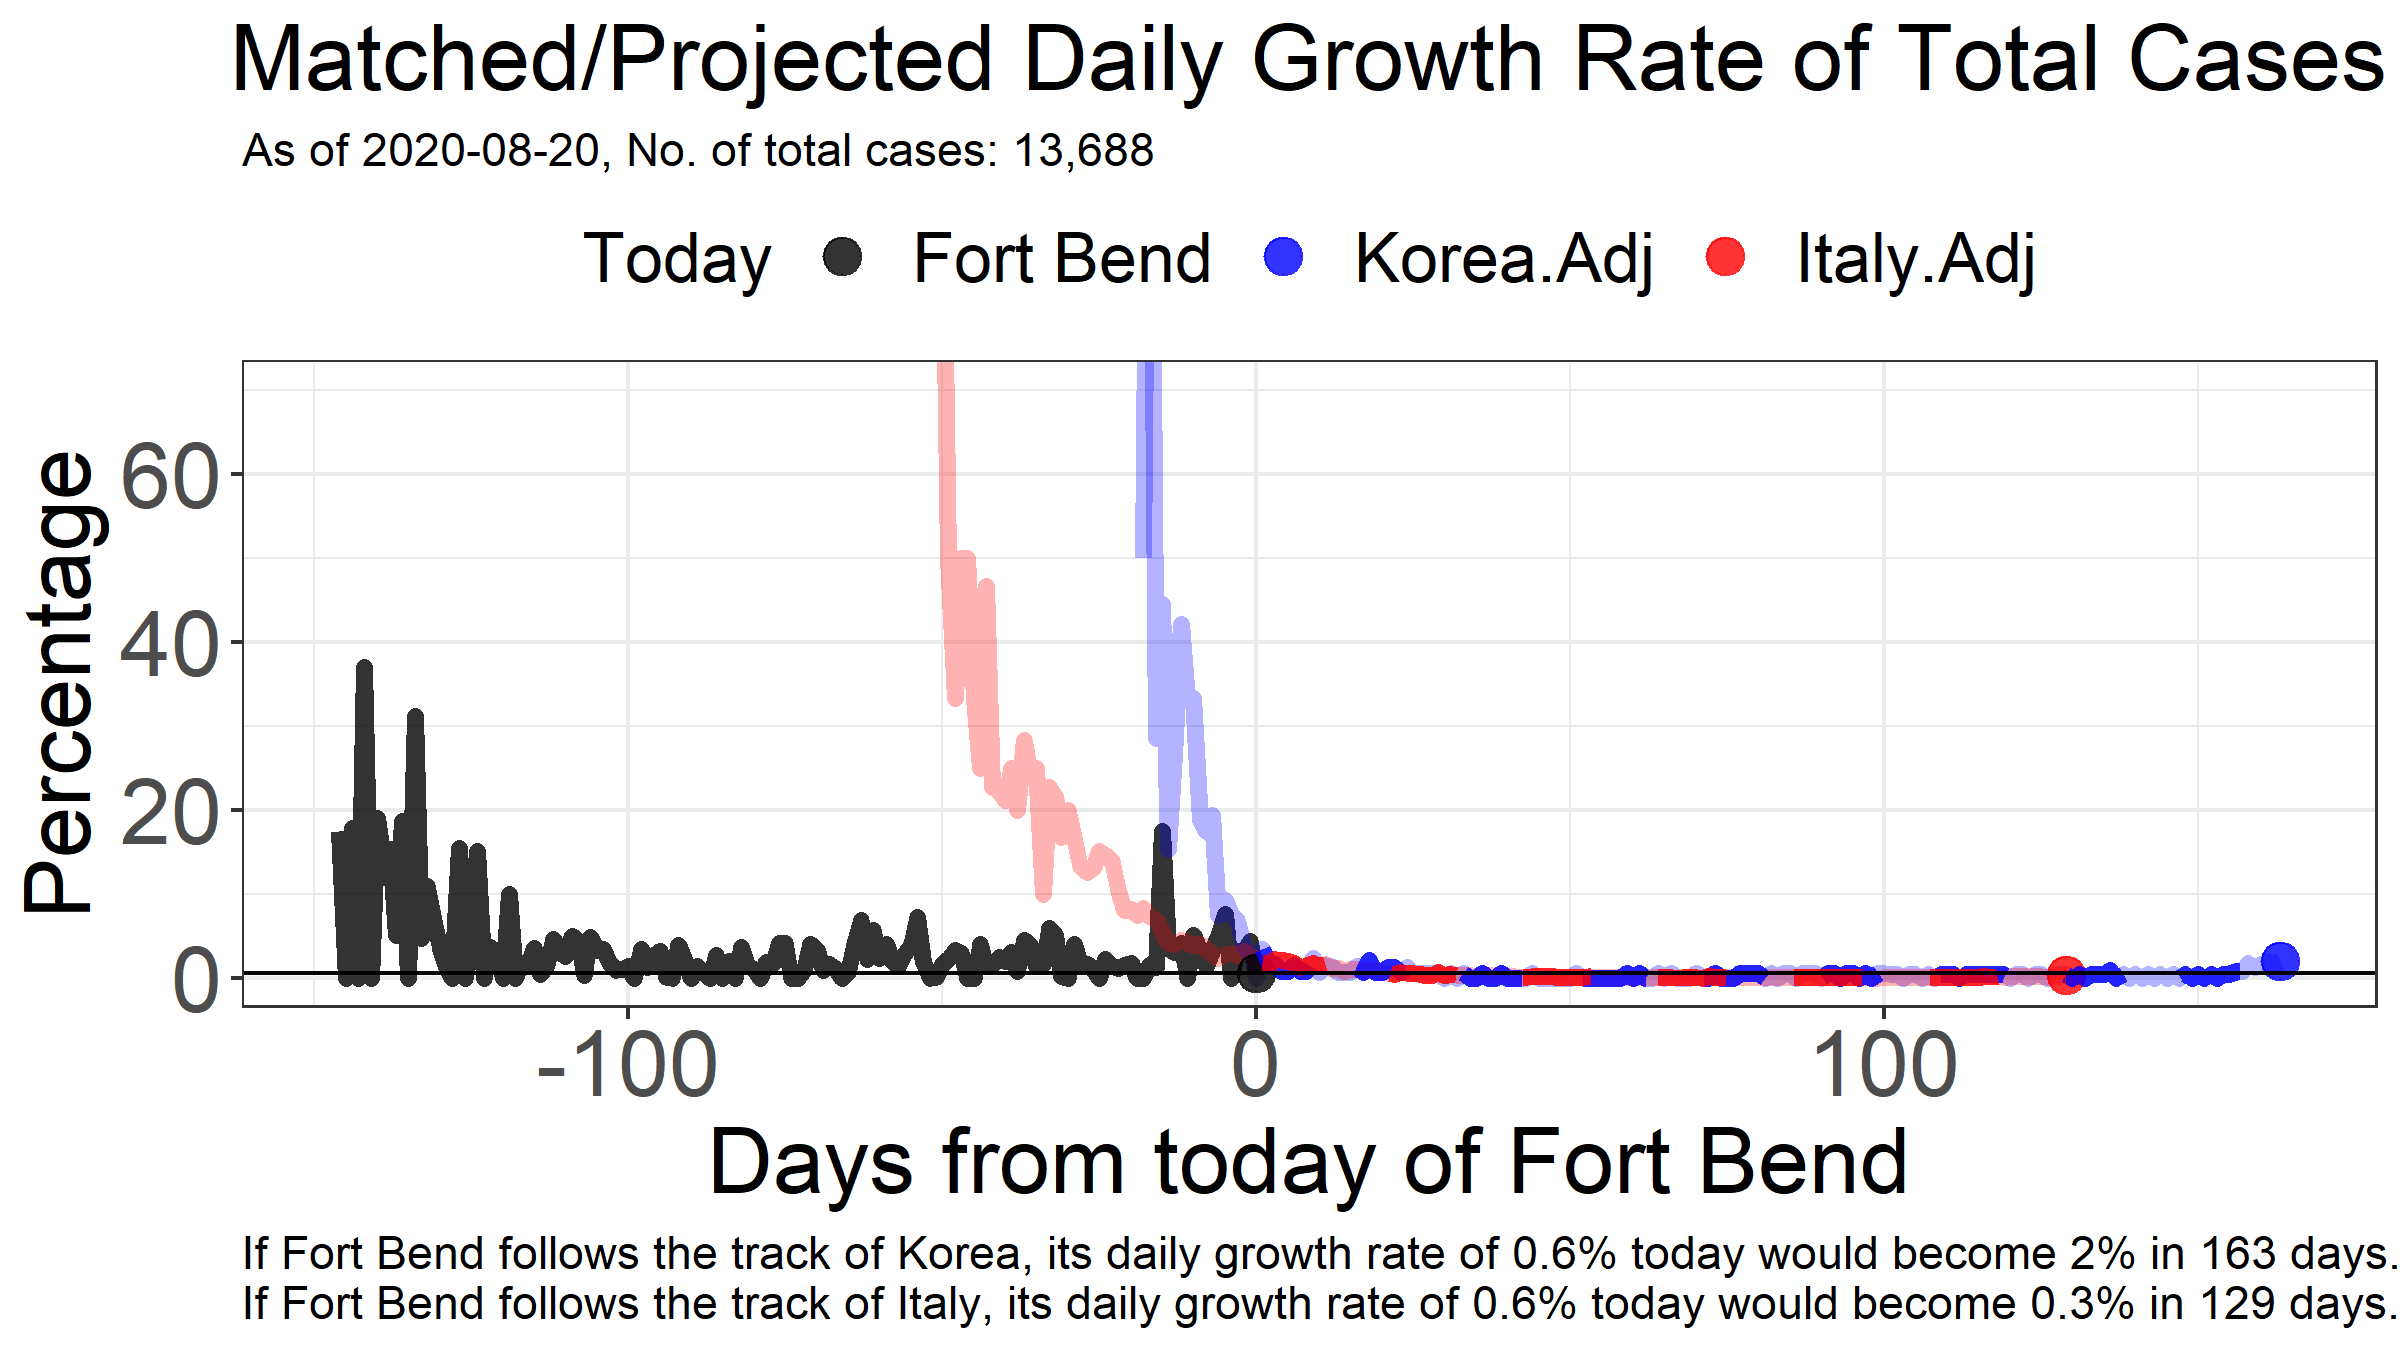 Matched/Projected Daily Growth Rate of Total Cases
As of 2020-08-20, No. of total cases: 13,688
Today Fort Bend Korea.Adj Italy.Adj
Percentage
60
40
20
0
-100 0 100
Days from today of Fort Bend
If Fort Bend follows the track of Korea, its daily growth rate of 0.6% today would become 2% in 163 days.
If Fort Bend follows the track of Italy, its daily growth rate of 0.6% today would become 0.3% in 129 days.